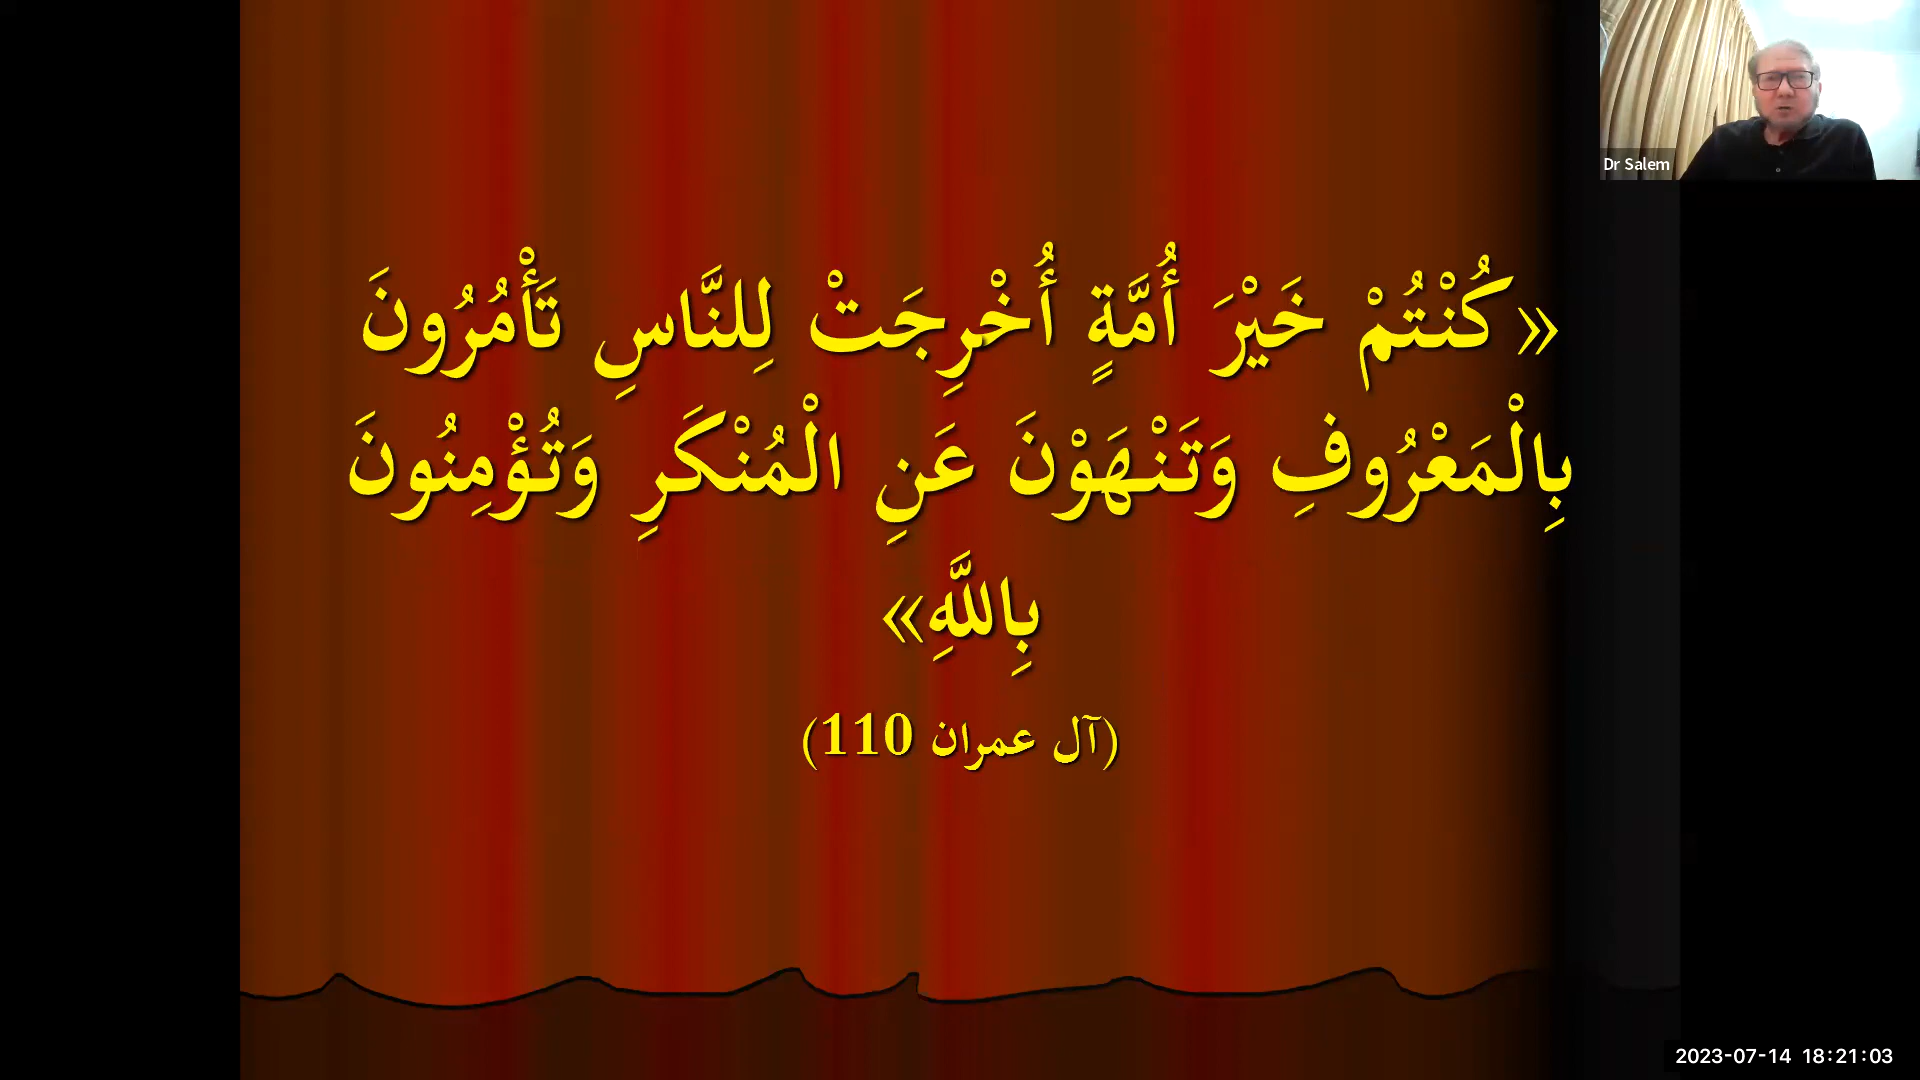 «كُنْتُمْ خَيْرَ أُمَّةٍ أُخْرِجَتْ لِلنَّاسِ تَأْمُرُونَ
بِالْمَعْرُوفِ وَتَنْهَوْنَ عَنِ الْمُنْكَرِ وَتُؤْمِنُونَ
بِاللَّهِ»
(آل عمران 110)
Dr Salem
2023-07-14 18:21:03